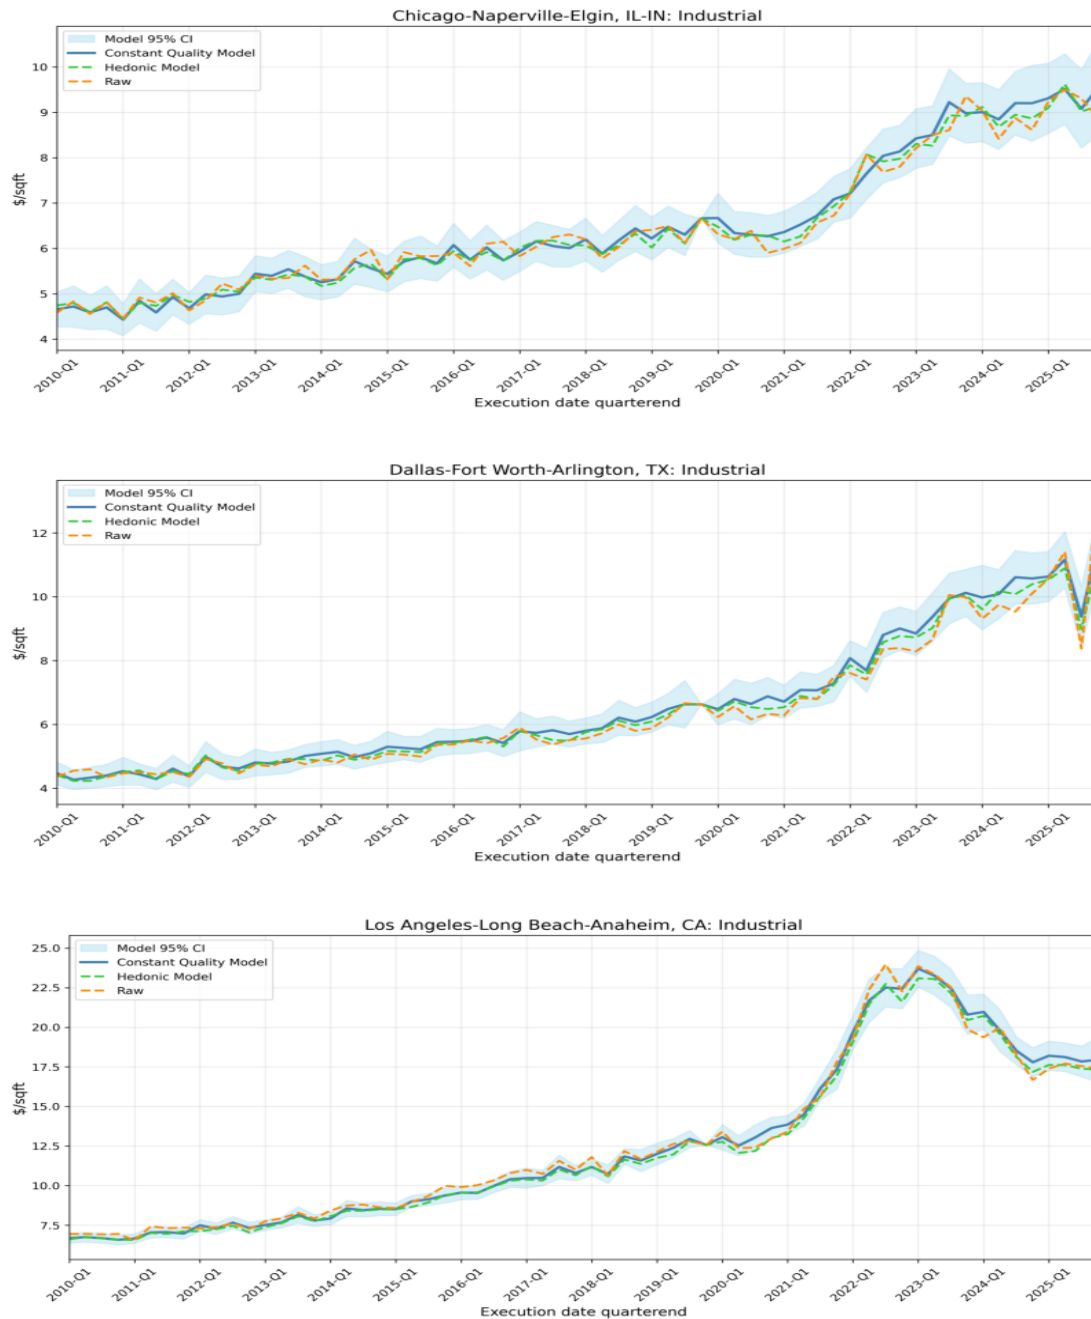 Chicago-Naperville-Elgin, IL-IN: Industrial
Model 95% CI
Constant Quality Model
Hedonic Model
Raw
10
9
8
7
6
5
4
$/sqft
2010-Q1
2011-Q1
2012-Q1
2013-Q1
2014-Q1
2015-Q1
2016-Q1
2017-Q1
2018-Q1
2019-Q1
2020-Q1
2021-Q1
2022-Q1
2023-Q1
2024-Q1
2025-Q1
Execution date quarterend
Dallas-Fort Worth-Arlington, TX: Industrial
Model 95% CI
Constant Quality Model
Hedonic Model
Raw
12
10
8
6
4
$/sqft
2010-Q1
2011-Q1
2012-Q1
2013-Q1
2014-Q1
2015-Q1
2016-Q1
2017-Q1
2018-Q1
2019-Q1
2020-Q1
2021-Q1
2022-Q1
2023-Q1
2024-Q1
2025-Q1
Execution date quarterend
Los Angeles-Long Beach-Anaheim, CA: Industrial
Model 95% CI
Constant Quality Model
Hedonic Model
Raw
25.0
22.5
20.0
17.5
15.0
12.5
10.0
7.5
$/sqft
2010-Q1
2011-Q1
2012-Q1
2013-Q1
2014-Q1
2015-Q1
2016-Q1
2017-Q1
2018-Q1
2019-Q1
2020-Q1
2021-Q1
2022-Q1
2023-Q1
2024-Q1
2025-Q1
Execution date quarterend